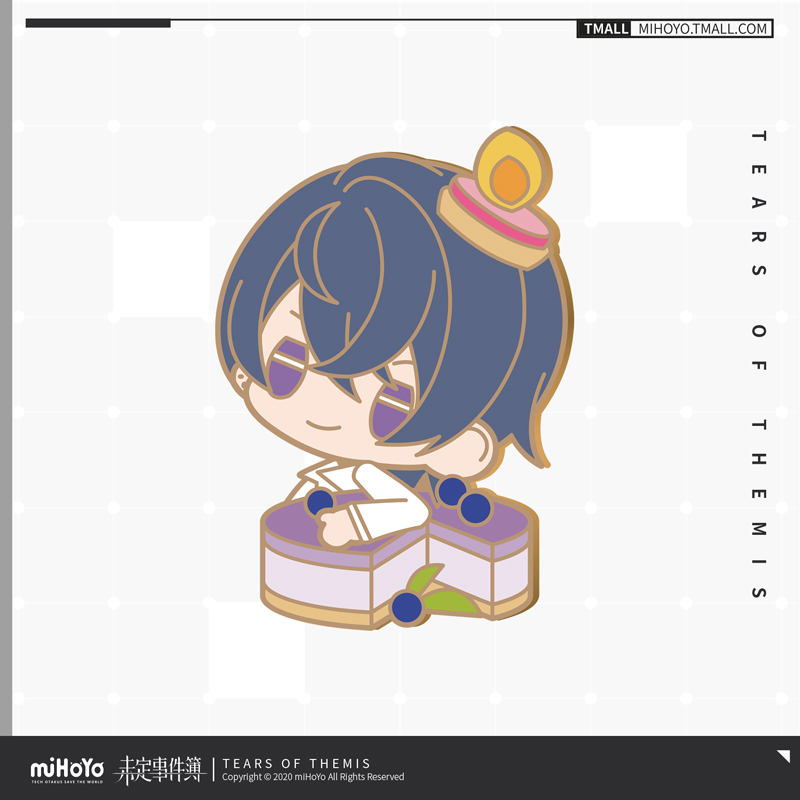 TMALL MIHOYO.TMALL.COM
TEARS OF THEMIS
miHoYo
TECH OTAKUS SAVE THE WORLD
未定事件簿
TEARS OF THEMIS
Copyright © 2020 miHoYo All Rights Reserved